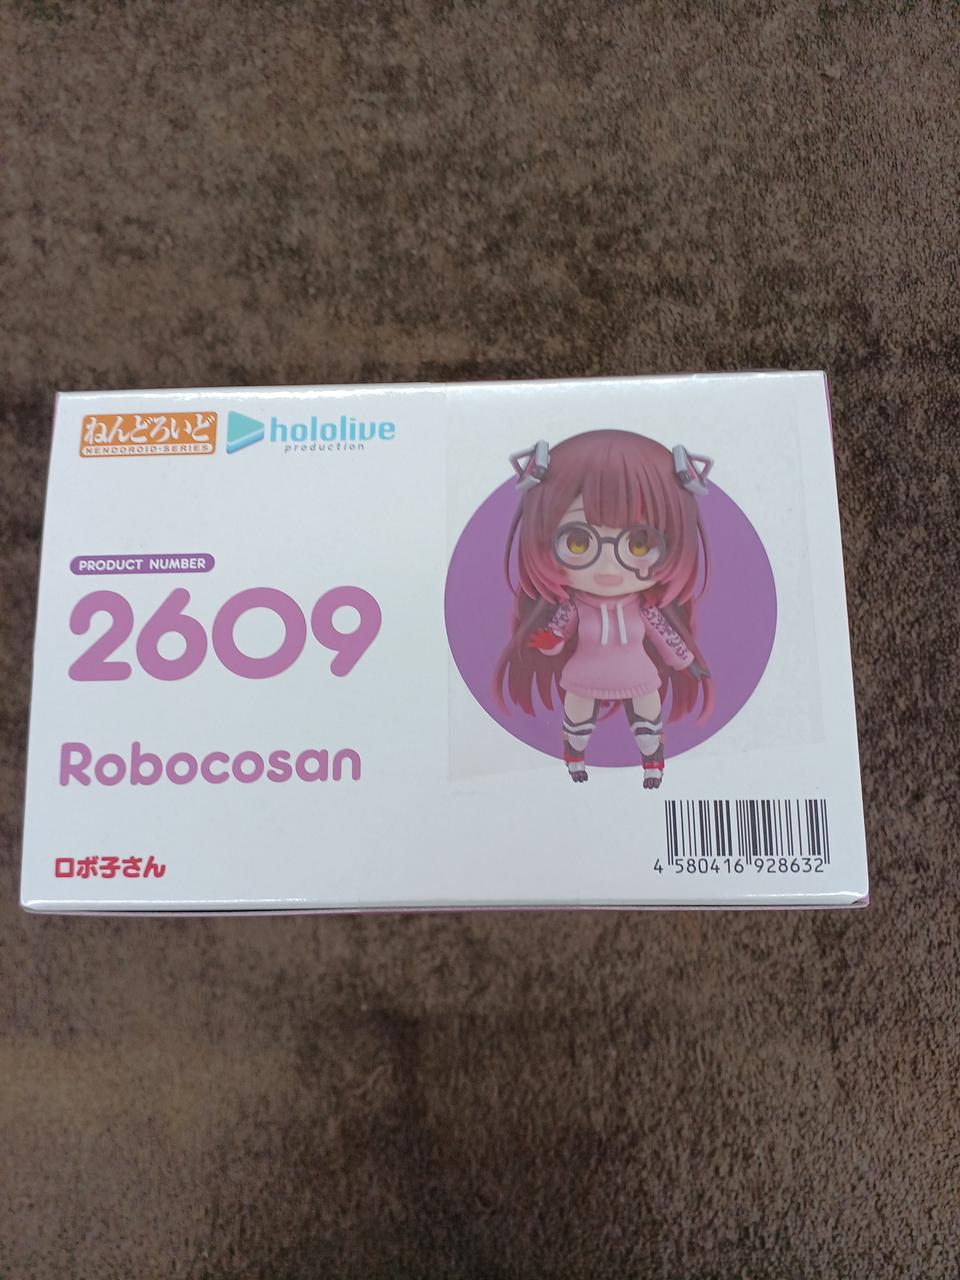 ねんどろいど
NENDOROID-SERIES
hololive
production
PRODUCT NUMBER
2609
Robocosan
ロボ子さん
4 580416 928632